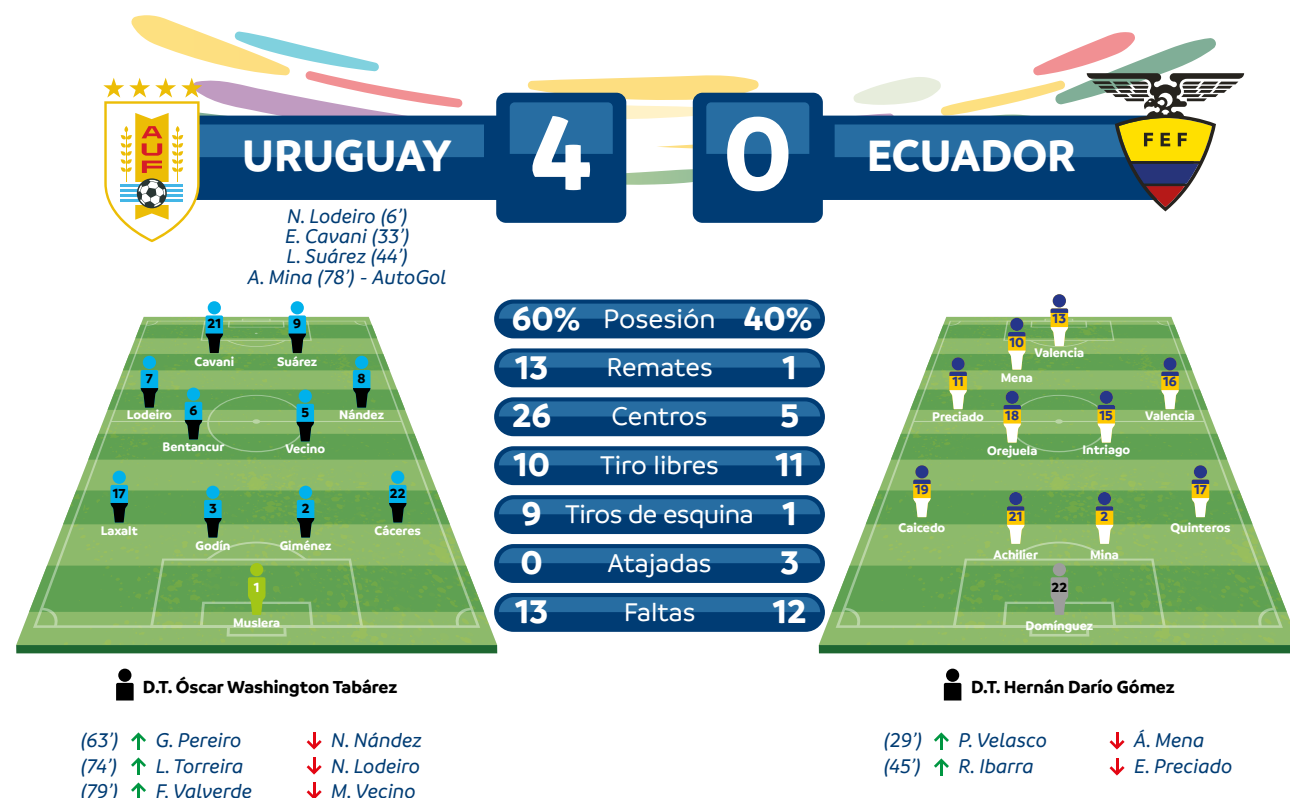 URUGUAY 4 0 ECUADOR
AUF
FEF
N. Lodeiro (6’)
E. Cavani (33’)
L. Suárez (44’)
A. Mina (78’) - AutoGol
60% Posesión 40%
13 Remates 1
26 Centros 5
10 Tiro libres 11
9 Tiros de esquina 1
0 Atajadas 3
13 Faltas 12
21 Cavani
9 Suárez
7 Lodeiro
8 Nández
6 Bentancur
5 Vecino
17 Laxalt
22 Cáceres
3 Godín
2 Giménez
1 Muslera
13 Valencia
10 Mena
11 Preciado
16 Valencia
18 Orejuela
15 Intriago
19 Caicedo
17 Quinteros
21 Achilier
2 Mina
22 Domínguez
D.T. Óscar Washington Tabárez
(63’) G. Pereiro N. Nández
(74’) L. Torreira N. Lodeiro
(79’) F. Valverde M. Vecino
D.T. Hernán Darío Gómez
(29’) P. Velasco Á. Mena
(45’) R. Ibarra E. Preciado